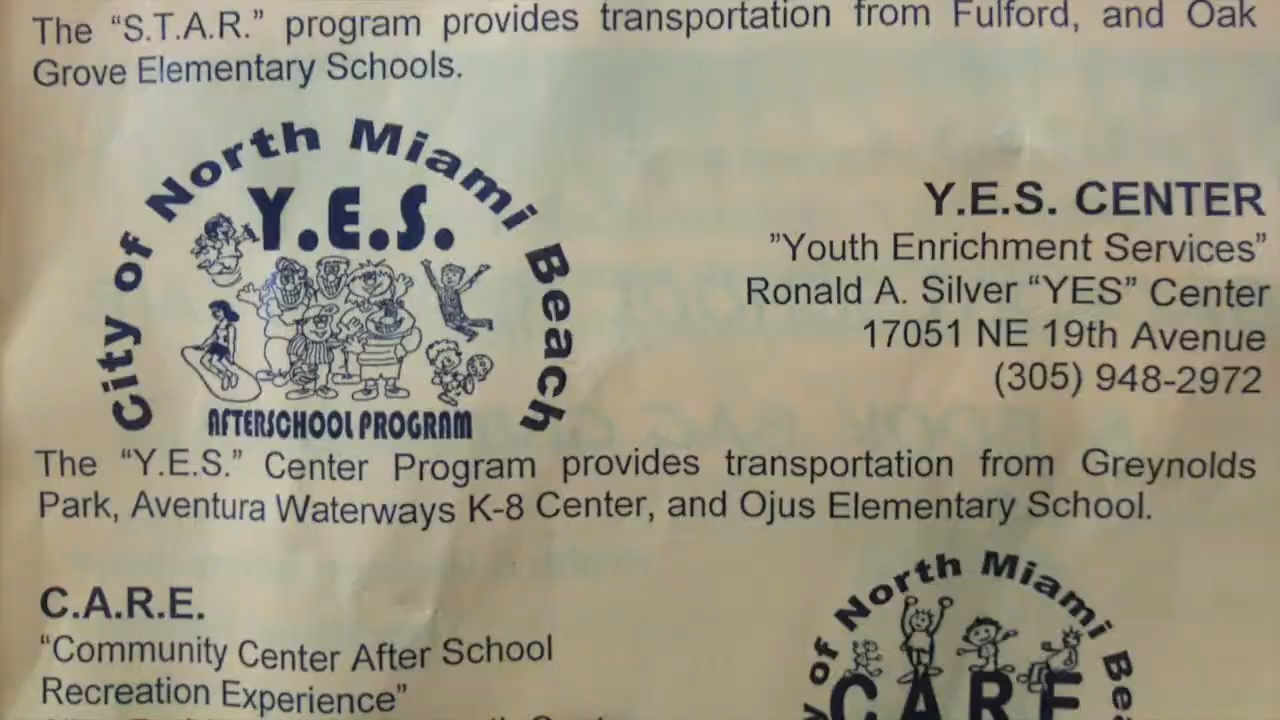 The “S.T.A.R.” program provides transportation from Fulford, and Oak
Grove Elementary Schools.
City of North Miami Beach
Y.E.S.
AFTERSCHOOL PROGRAM
Y.E.S. CENTER
”Youth Enrichment Services”
Ronald A. Silver “YES” Center
17051 NE 19th Avenue
(305) 948-2972
The “Y.E.S.” Center Program provides transportation from Greynolds
Park, Aventura Waterways K-8 Center, and Ojus Elementary School.
C.A.R.E.
“Community Center After School
Recreation Experience”
North Miami
CARE